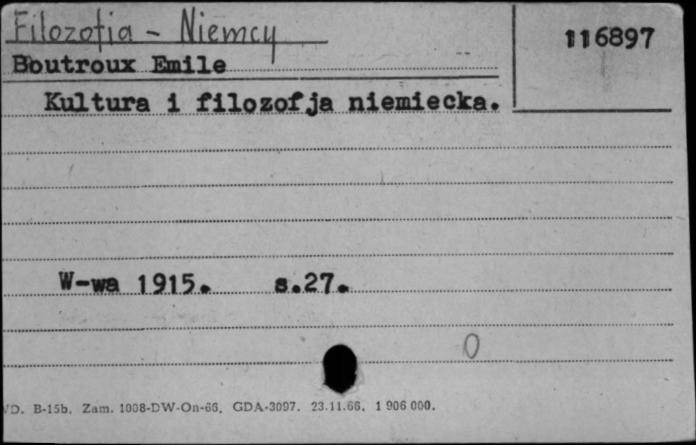 Filozofia - Niemcy
116897
Boutroux Emile
Kultura i filozofja niemiecka.
W-wa 1915. s.27.
0
D. B-15b. Zam. 1008-DW-On-66. GDA-3097. 23.11.66. 1 906 000.